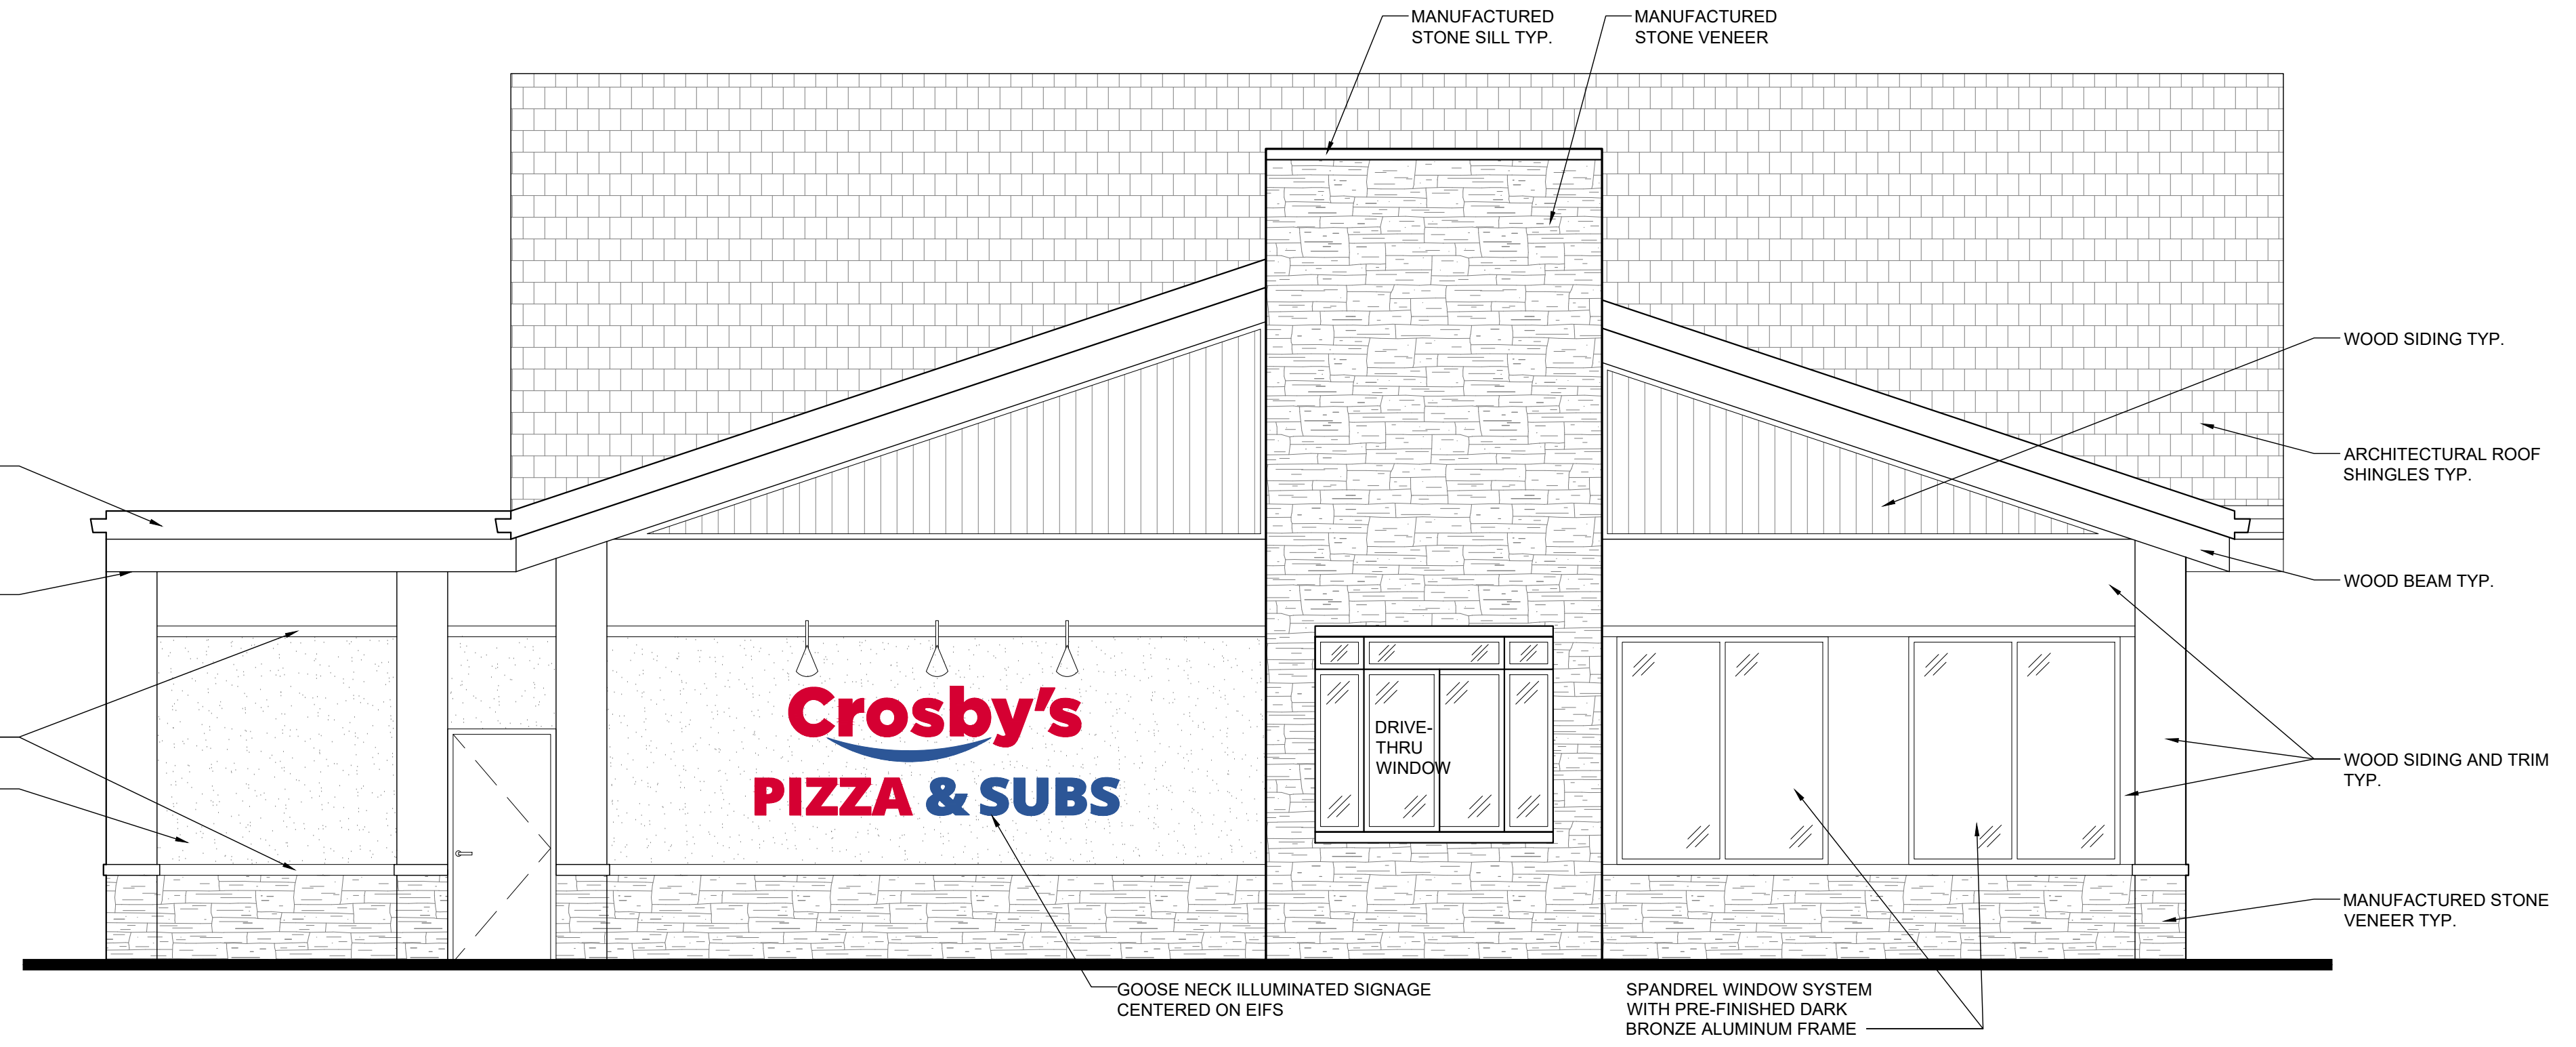 MANUFACTURED
STONE SILL TYP.
MANUFACTURED
STONE VENEER
WOOD SIDING TYP.
ARCHITECTURAL ROOF
SHINGLES TYP.
WOOD BEAM TYP.
Crosby's
PIZZA & SUBS
DRIVE-
THRU
WINDOW
WOOD SIDING AND TRIM
TYP.
MANUFACTURED STONE
VENEER TYP.
GOOSE NECK ILLUMINATED SIGNAGE
CENTERED ON EIFS
SPANDREL WINDOW SYSTEM
WITH PRE-FINISHED DARK
BRONZE ALUMINUM FRAME